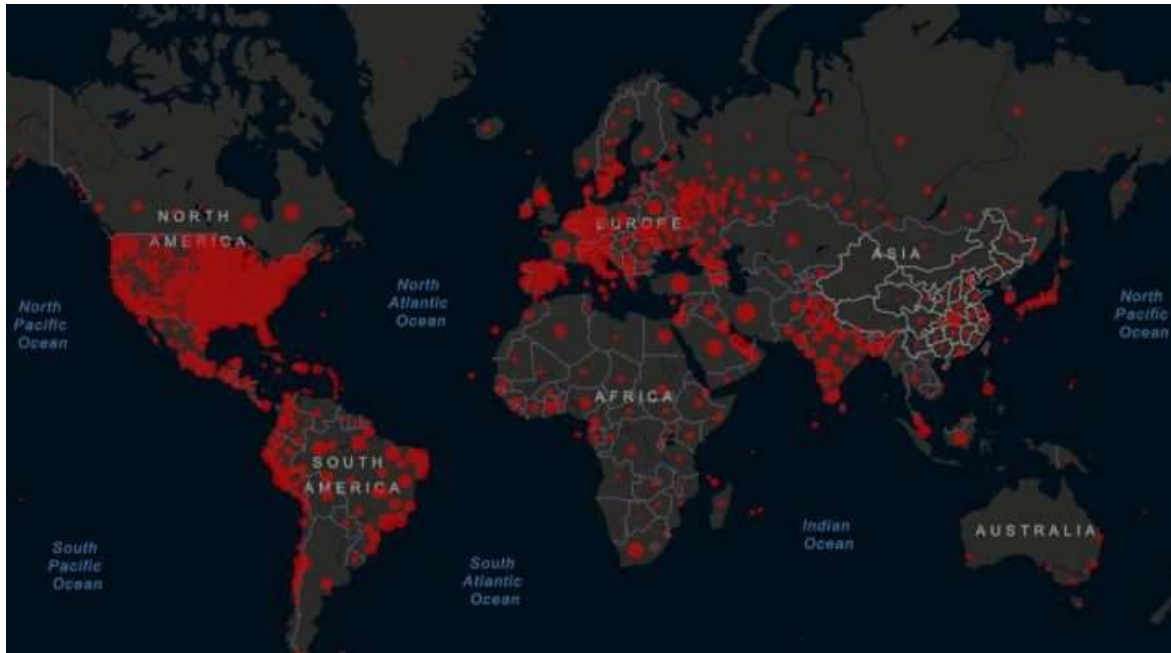 NORTH
AMERICA
EUROPE
ASIA
North
Pacific
Ocean
North
Atlantic
Ocean
North
Pacific
Ocean
AFRICA
SOUTH
AMERICA
South
Pacific
Ocean
South
Atlantic
Ocean
Indian
Ocean
AUSTRALIA